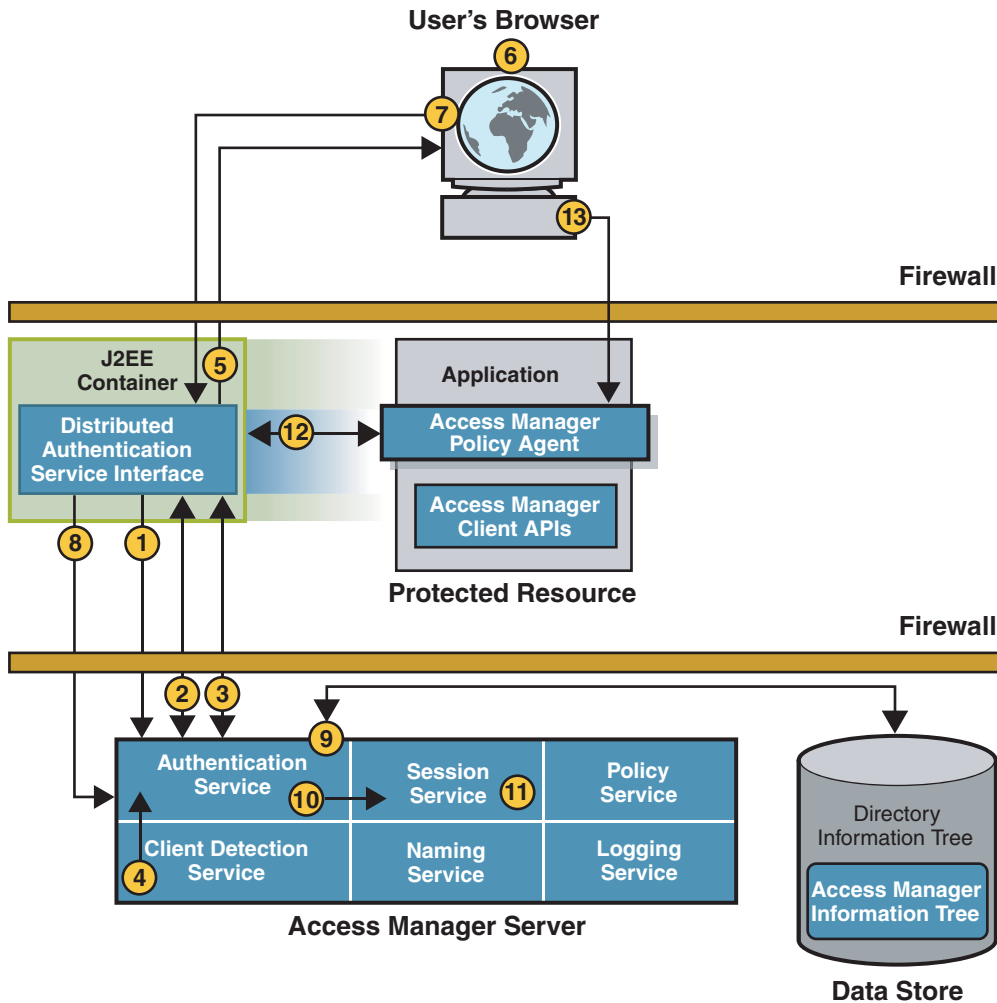 User's Browser
6
7
13
Firewall
J2EE
Container
5
Distributed
Authentication
Service Interface
12
Application
Access Manager
Policy Agent
Access Manager
Client APIs
Protected Resource
8
1
Firewall
2
3
9
Authentication
Service
10
Session
Service
11
Policy
Service
Client Detection
Service
4
Naming
Service
Logging
Service
Access Manager Server
Directory
Information Tree
Access Manager
Information Tree
Data Store